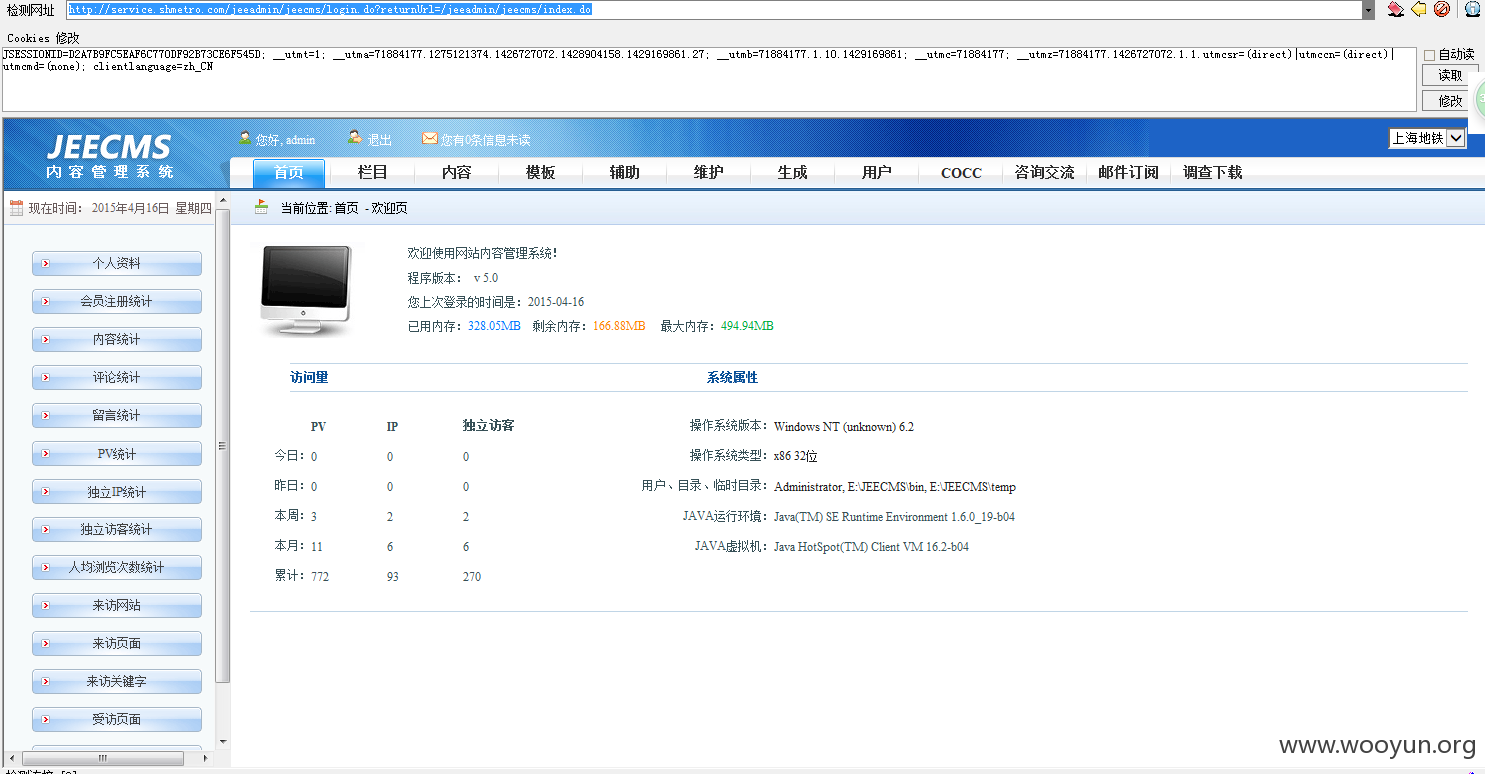 检测网址 http://service.shmetro.com/jeeadmin/jeecms/login.do?returnUrl=/jeeadmin/jeecms/index.do
Cookies 修改
JSESSIONID=D2A7B9FC5EAF6C770DF92B73CE6F545D; __utmt=1; __utma=71884177.1275121374.1426727072.1428904158.1429169861.27; __utmb=71884177.1.10.1429169861; __utmc=71884177; __utmz=71884177.1426727072.1.1.utmcsr=(direct)|utmccn=(direct)|
utmcmd=(none); clientlanguage=zh_CN
自动读
读取
修改
JEECMS
内容管理系统
您好, admin 退出 您有0条信息未读
上海地铁
首页 栏目 内容 模板 辅助 维护 生成 用户 COCC 咨询交流 邮件订阅 调查下载
现在时间: 2015年4月16日 星期四
当前位置: 首页 - 欢迎页
个人资料
会员注册统计
内容统计
评论统计
留言统计
PV统计
独立IP统计
独立访客统计
人均浏览次数统计
来访网站
来访页面
来访关键字
受访页面
欢迎使用网站内容管理系统!
程序版本: v 5.0
您上次登录的时间是: 2015-04-16
已用内存: 328.05MB 剩余内存: 166.88MB 最大内存: 494.94MB
访问量 系统属性
PV IP 独立访客
今日: 0 0 0
昨日: 0 0 0
本周: 3 2 2
本月: 11 6 6
累计: 772 93 270
操作系统版本: Windows NT (unknown) 6.2
操作系统类型: x86 32位
用户、目录、临时目录: Administrator, E:\JEECMS\bin, E:\JEECMS\temp
JAVA运行环境: Java(TM) SE Runtime Environment 1.6.0_19-b04
JAVA虚拟机: Java HotSpot(TM) Client VM 16.2-b04
www.wooyun.org